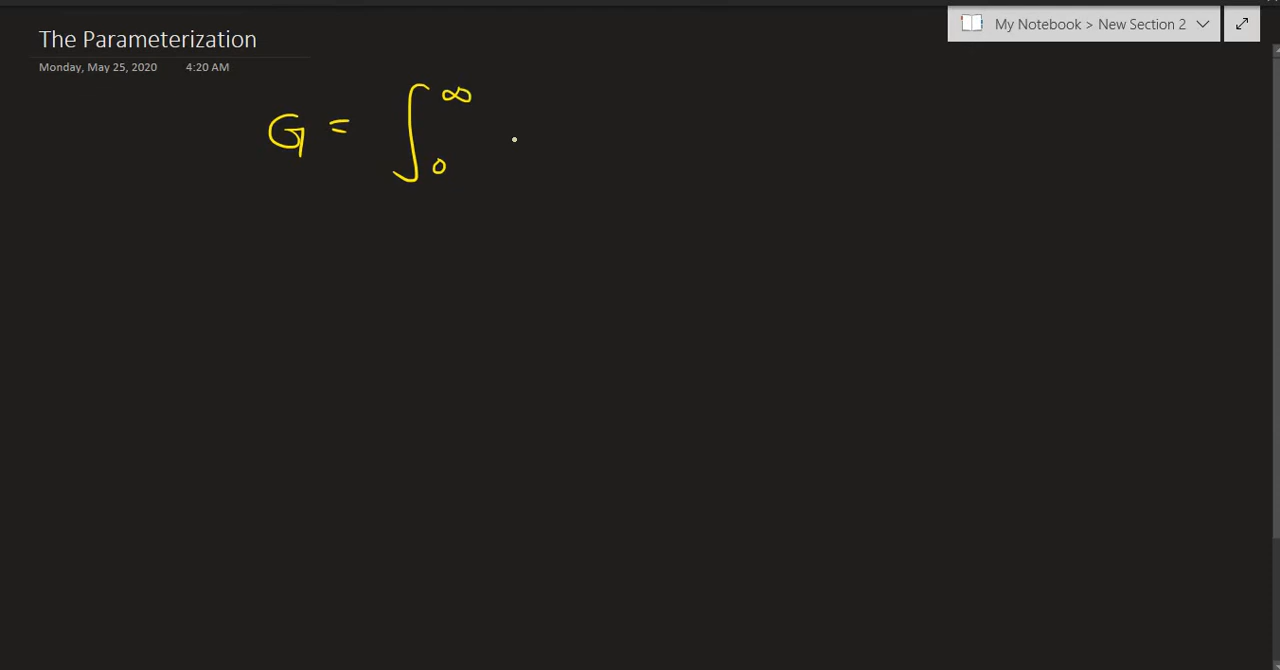 The Parameterization
My Notebook > New Section 2
Monday, May 25, 2020 4:20 AM
G = ∫₀^∞